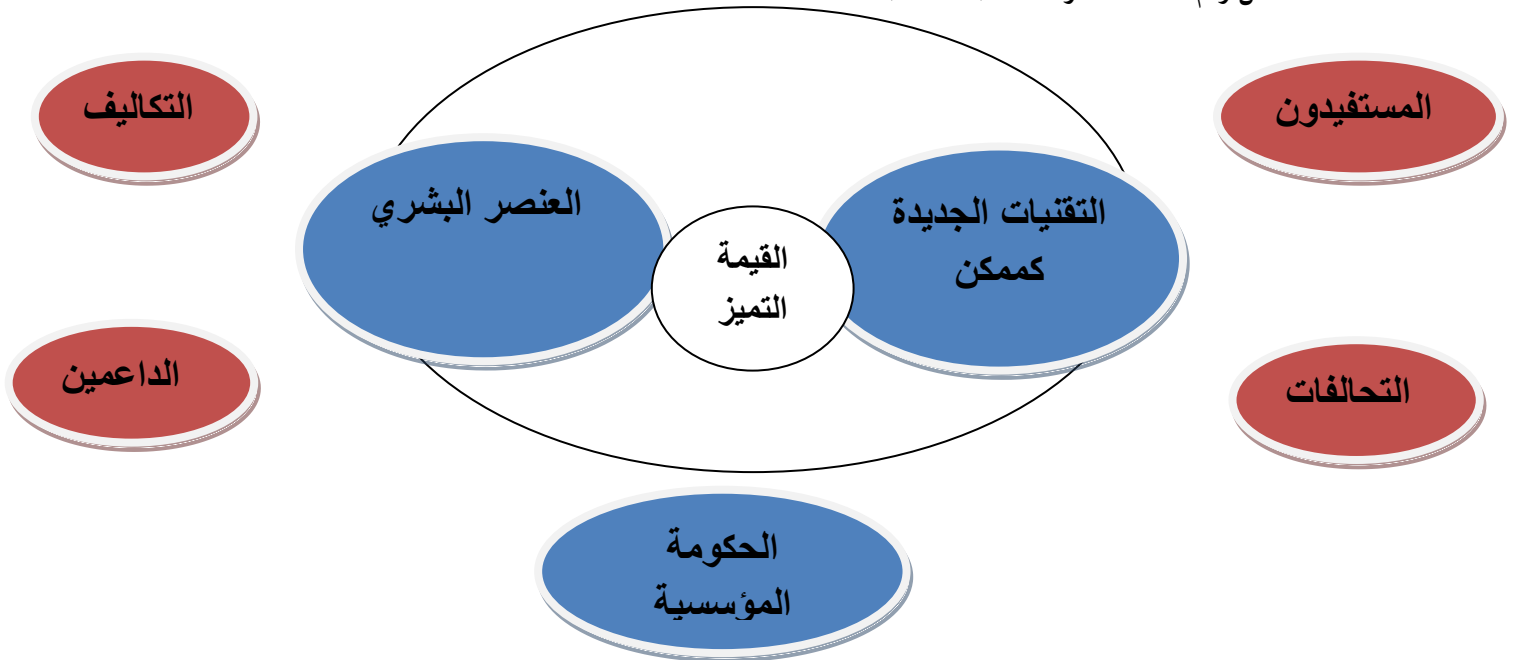 المستفيدون
التكاليف
التقنيات الجديدة
كممكن
العنصر البشري
القيمة
التميز
التحالفات
الداعمين
الحكومة
المؤسسية